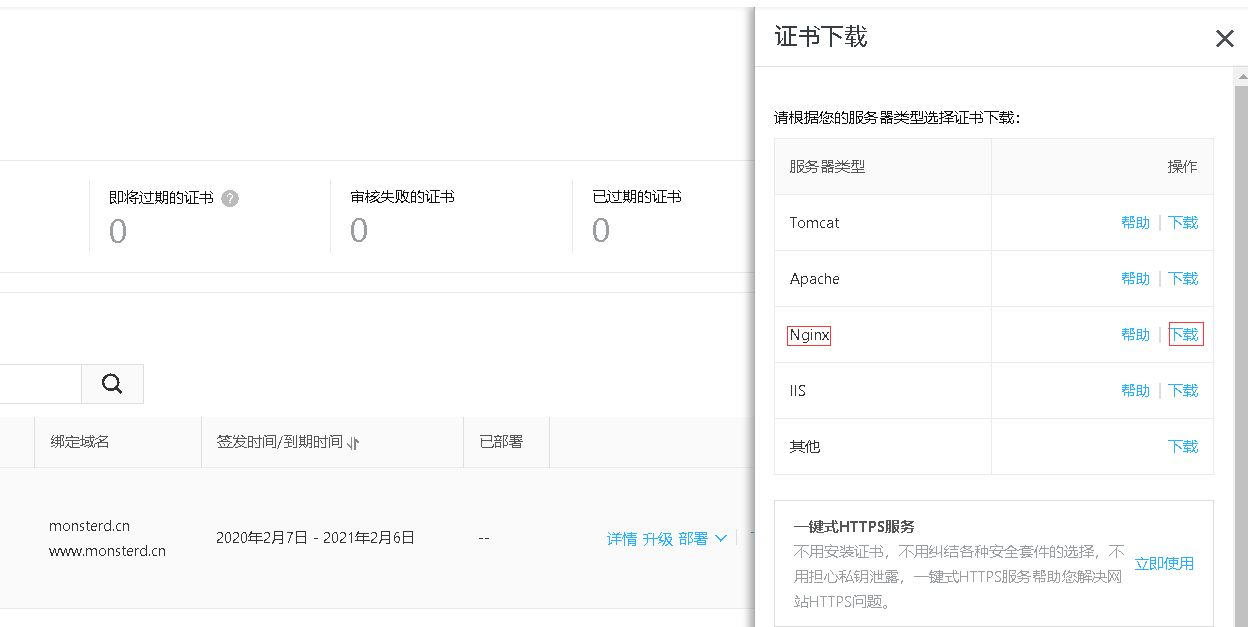 证书下载
请根据您的服务器类型选择证书下载：
服务器类型 操作
Tomcat 帮助 | 下载
Apache 帮助 | 下载
Nginx 帮助 | 下载
IIS 帮助 | 下载
其他 下载
一键式HTTPS服务
不用安装证书，不用纠结各种安全套件的选择，不
用担心私钥泄露，一键式HTTPS服务帮助您解决网
站HTTPS问题。
立即使用
即将过期的证书 ? 审核失败的证书 已过期的证书
0 0 0
绑定域名 签发时间/到期时间 已部署
monsterd.cn
www.monsterd.cn
2020年2月7日 - 2021年2月6日 -- 详情 升级 部署